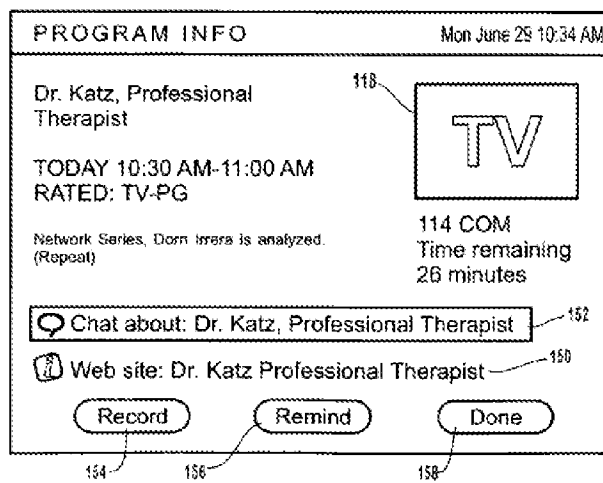 PROGRAM INFO
Mon June 29 10:34 AM
Dr. Katz, Professional
Therapist
118
TV
TODAY 10:30 AM-11:00 AM
RATED: TV-PG
Network Series, Dom Irrera is analyzed.
(Repeat)
114 COM
Time remaining
26 minutes
Chat about: Dr. Katz, Professional Therapist
152
Web site: Dr. Katz Professional Therapist
150
Record
Remind
Done
154
156
158